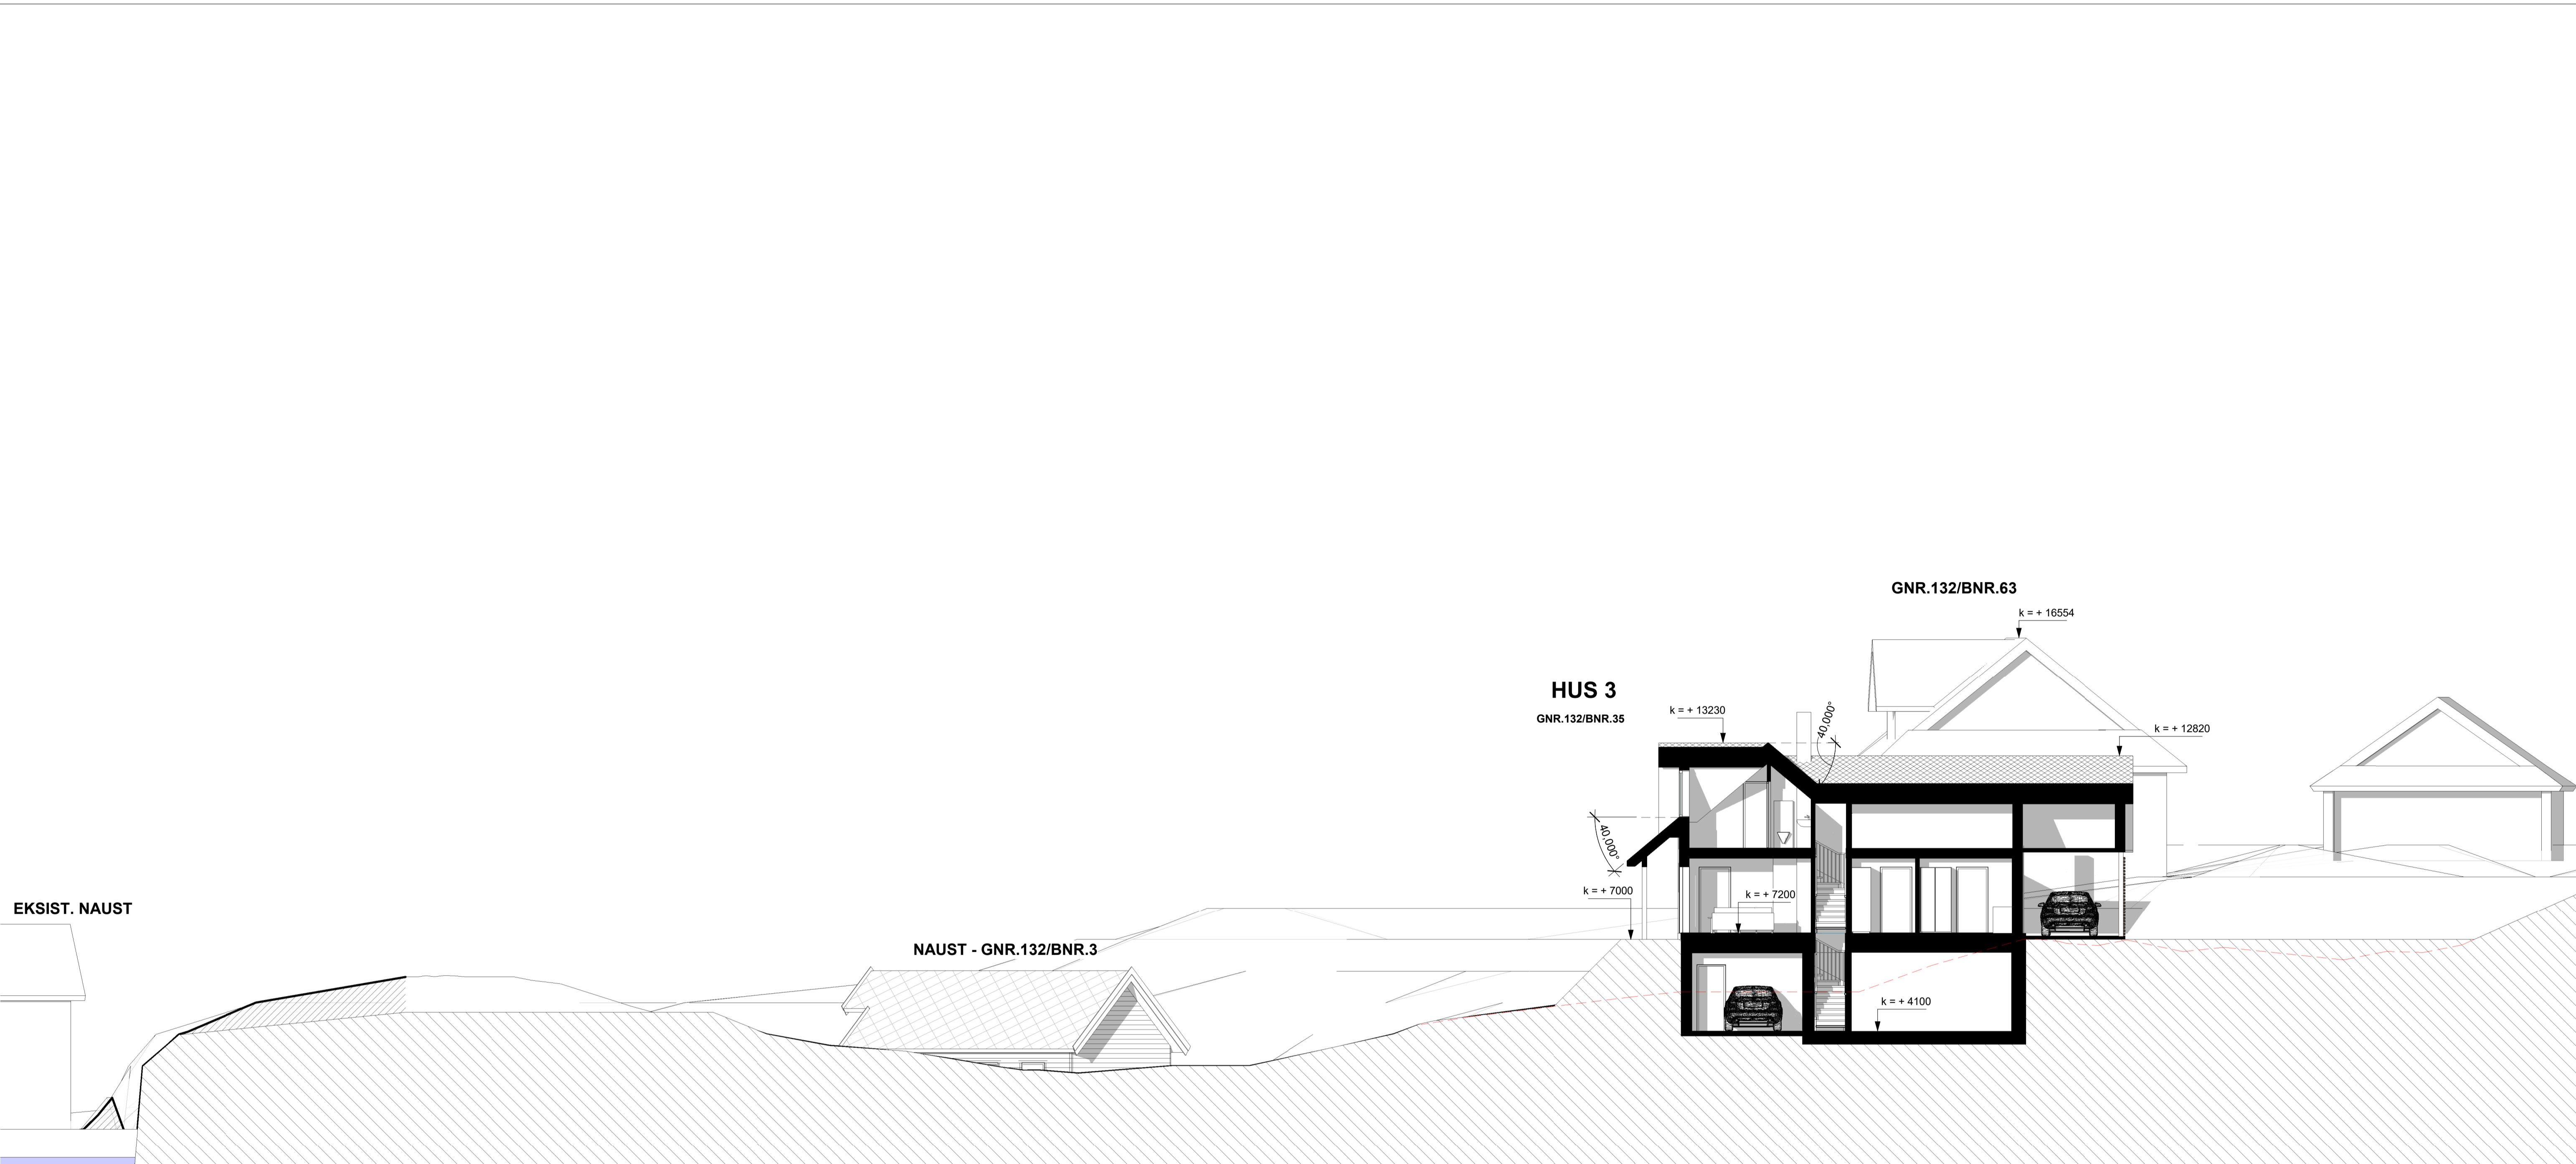 GNR.132/BNR.63
k = + 16554
HUS 3
GNR.132/BNR.35
k = + 13230
40,000°
k = + 12820
40,000°
k = + 7000
k = + 7200
EKSIST. NAUST
NAUST - GNR.132/BNR.3
k = + 4100